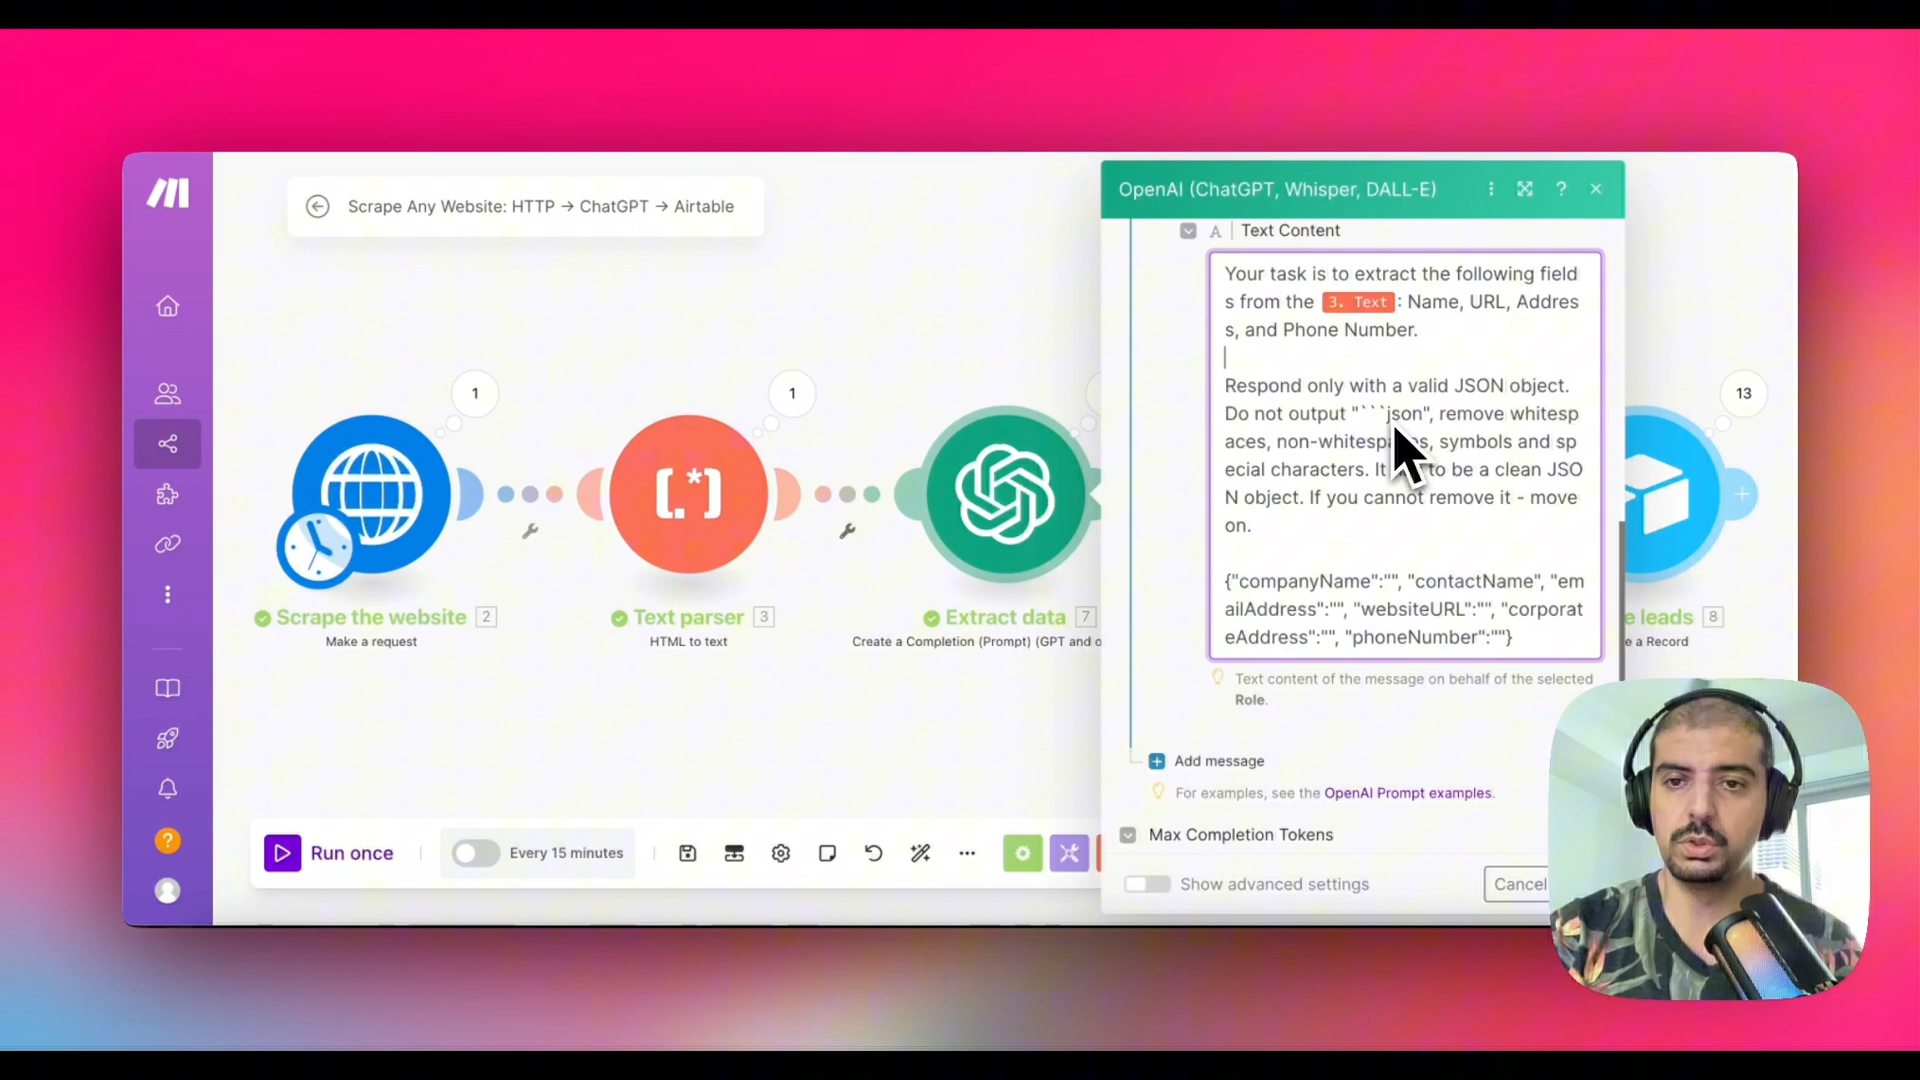 Scrape Any Website: HTTP → ChatGPT → Airtable
OpenAI (ChatGPT, Whisper, DALL-E)
A
Text Content
Your task is to extract the following field
s from the 3. Text : Name, URL, Addres
s, and Phone Number.
Respond only with a valid JSON object.
Do not output "```json", remove whitesp
aces, non-whitespaces, symbols and sp
ecial characters. It to be a clean JSO
N object. If you cannot remove it - move
on.
{"companyName":"", "contactName", "em
ailAddress":"", "websiteURL":"", "corporat
eAddress":"", "phoneNumber":""}
Text content of the message on behalf of the selected
Role.
Add message
For examples, see the OpenAI Prompt examples.
Max Completion Tokens
Show advanced settings
Cancel
1
1
13
[.*]
Scrape the website 2
Make a request
Text parser 3
HTML to text
Extract data 7
Create a Completion (Prompt) (GPT and o
e leads 8
e a Record
Run once
Every 15 minutes